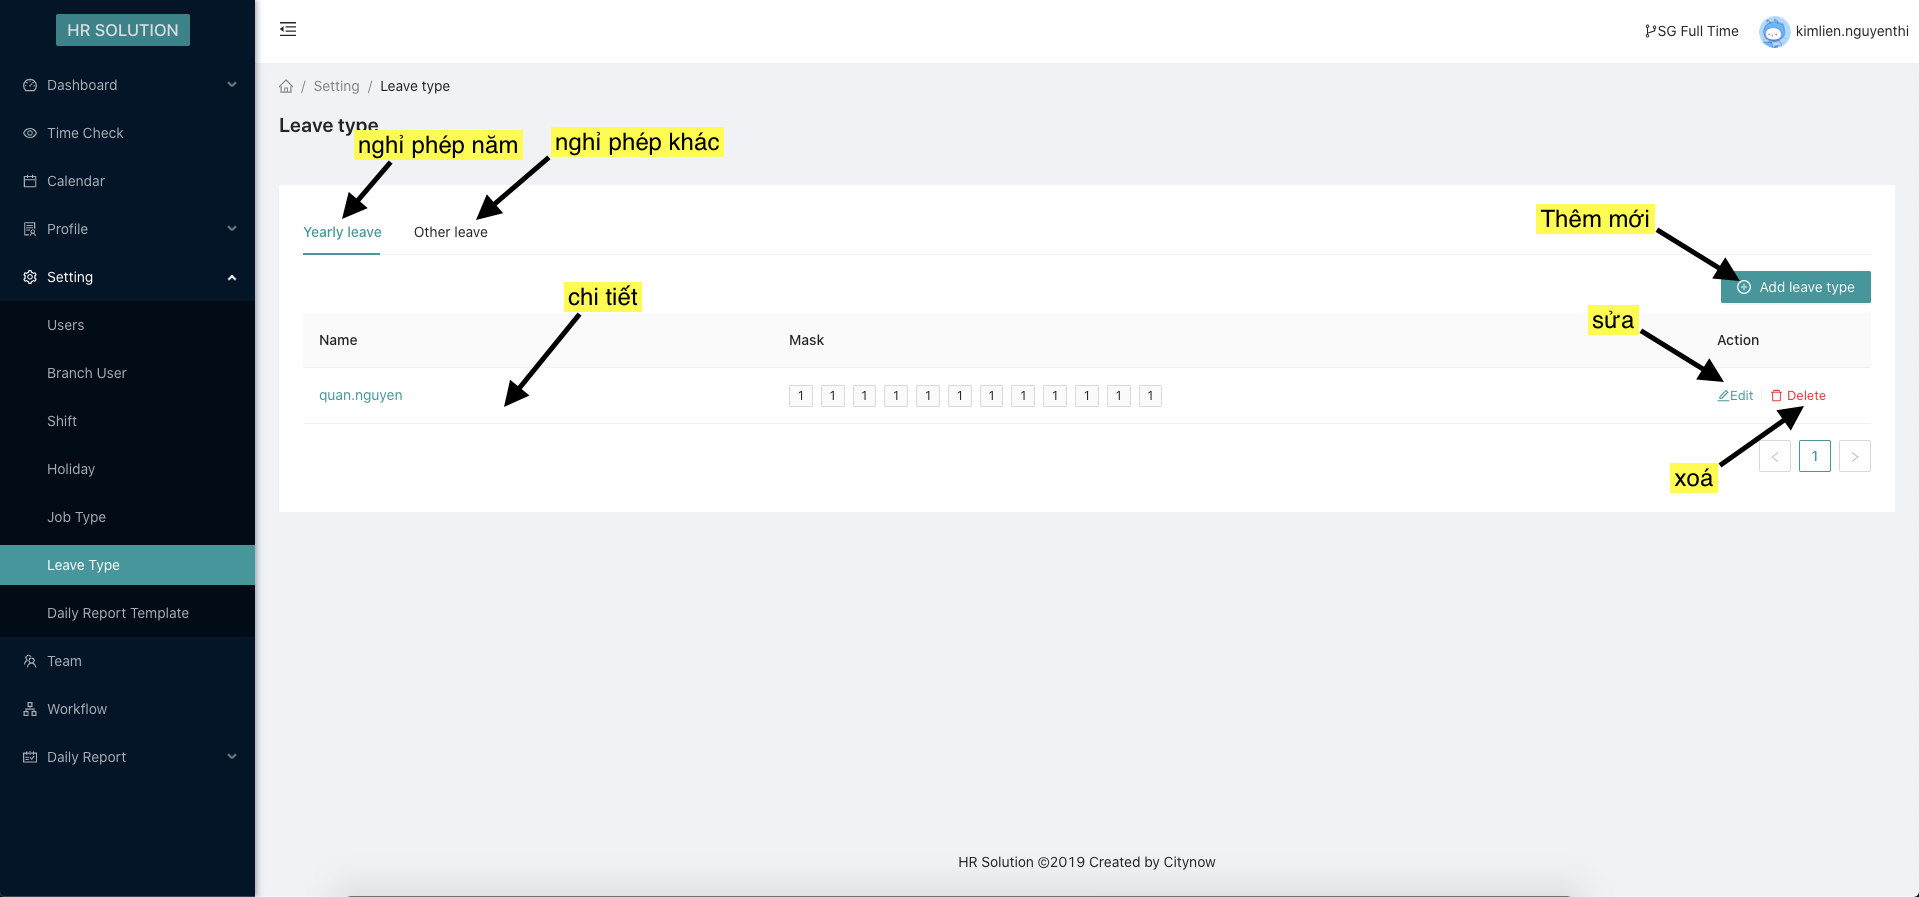 HR SOLUTION
SG Full Time
kimlien.nguyenthi
Dashboard
Time Check
Calendar
Profile
Setting
Users
Branch User
Shift
Holiday
Job Type
Leave Type
Daily Report Template
Team
Workflow
Daily Report
/ Setting / Leave type
Leave type
nghỉ phép năm
nghỉ phép khác
Yearly leave
Other leave
Thêm mới
Add leave type
chi tiết
sửa
Name Mask Action
quan.nguyen 1 1 1 1 1 1 1 1 1 1 1 1 Edit Delete
< 1 >
xoá
HR Solution ©2019 Created by Citynow